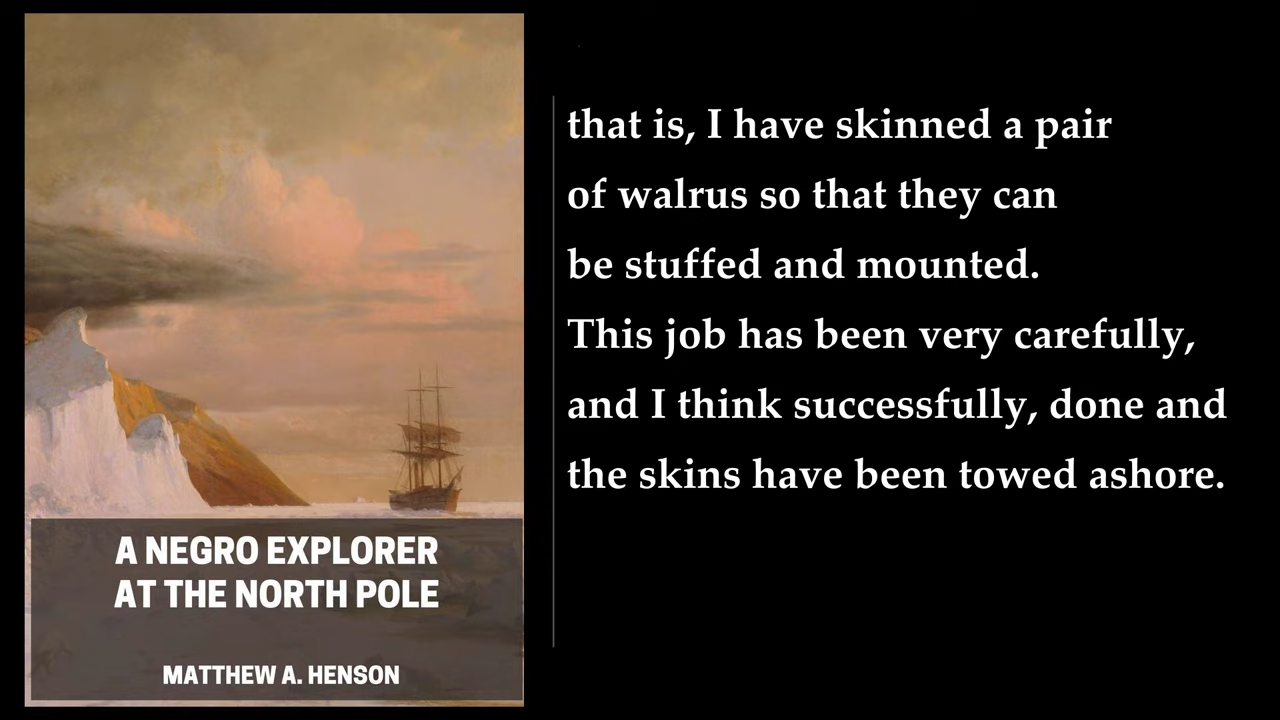 that is, I have skinned a pair
of walrus so that they can
be stuffed and mounted.
This job has been very carefully,
and I think successfully, done and
the skins have been towed ashore.
A NEGRO EXPLORER
AT THE NORTH POLE
MATTHEW A. HENSON